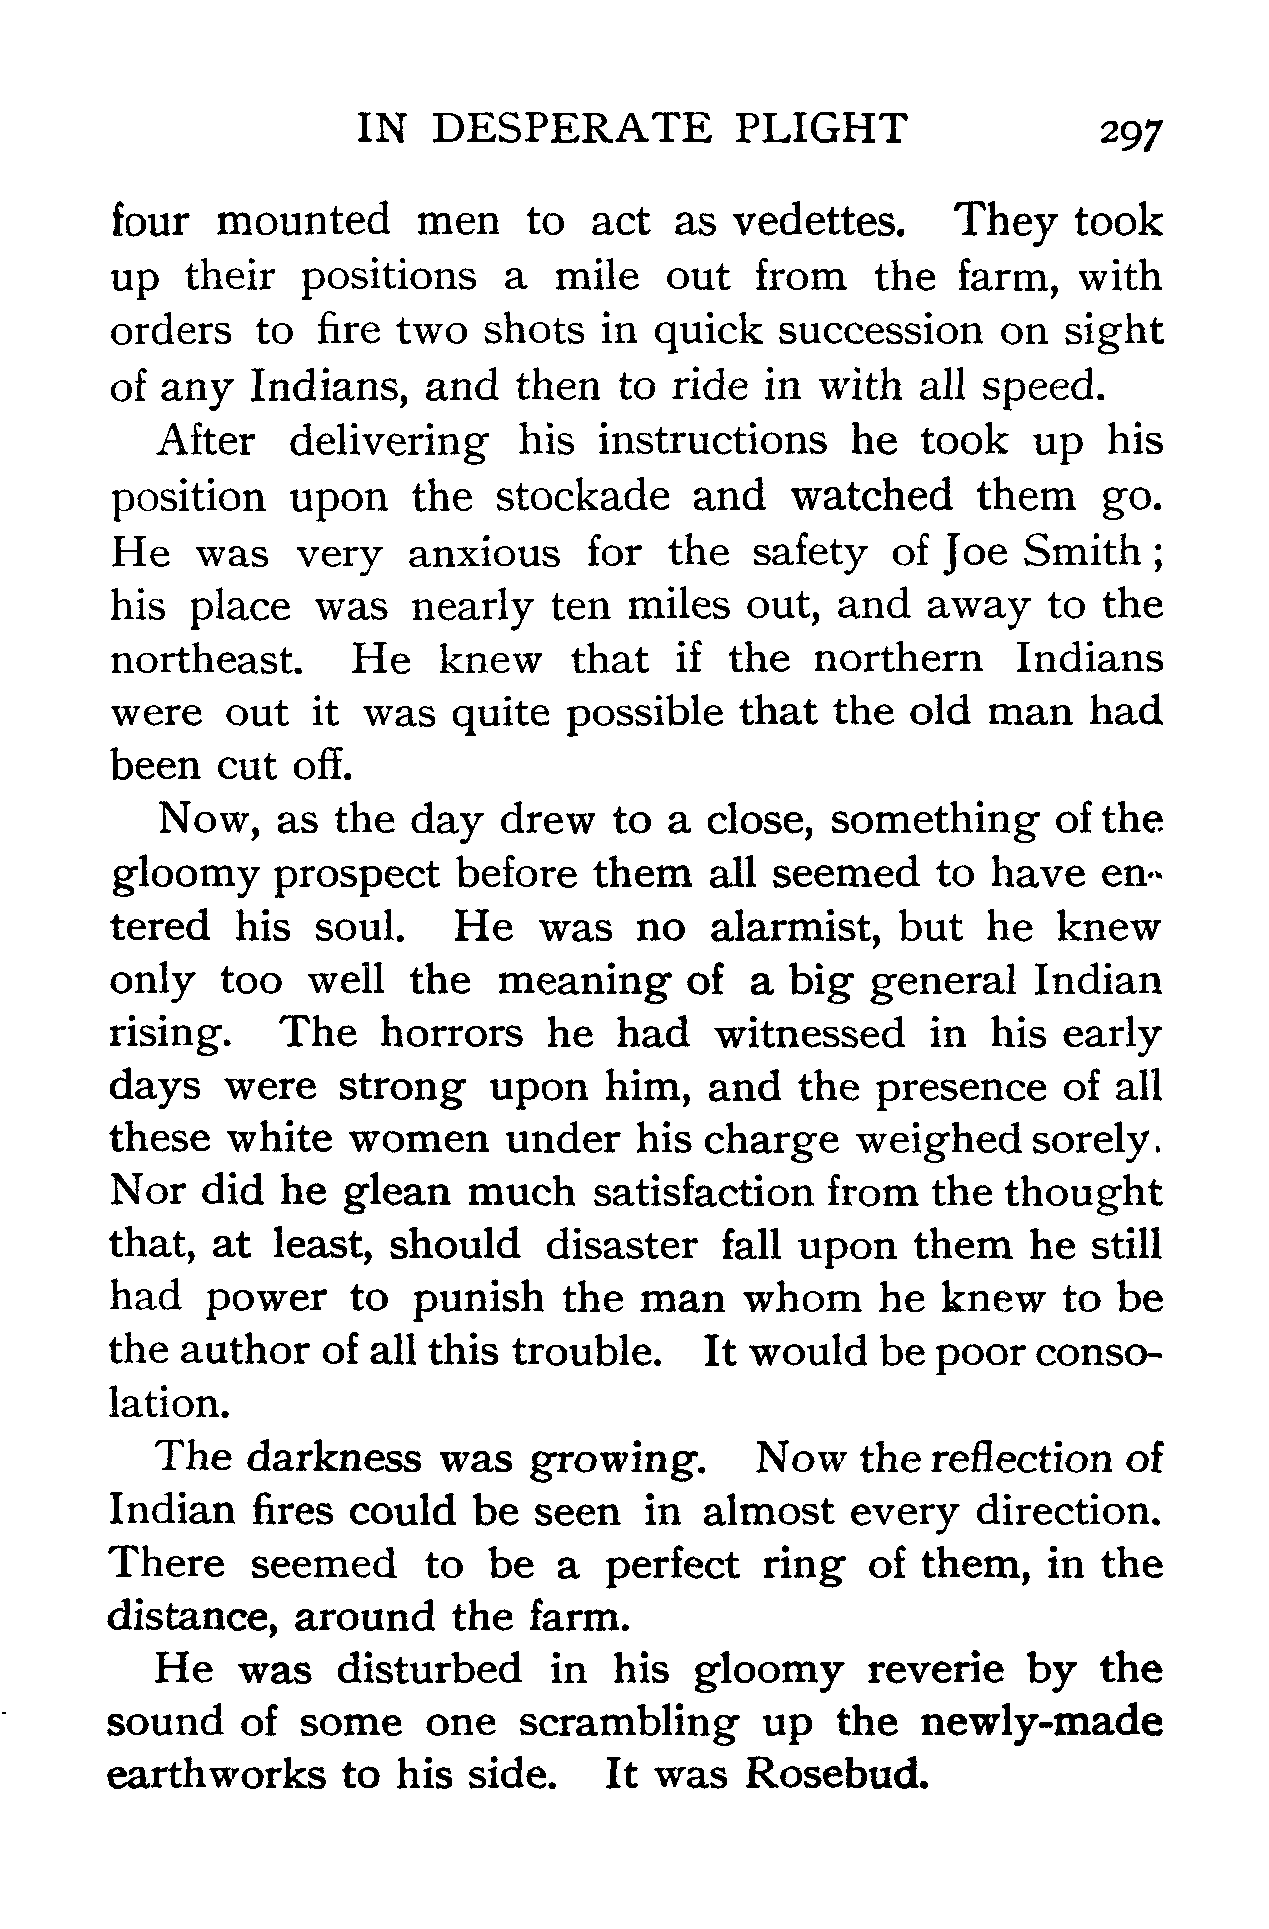 IN DESPERATE PLIGHT 297
four mounted men to act as vedettes. They took
up their positions a mile out from the farm, with
orders to fire two shots in quick succession on sight
of any Indians, and then to ride in with all speed.
After delivering his instructions he took up his
position upon the stockade and watched them go.
He was very anxious for the safety of Joe Smith ;
his place was nearly ten miles out, and away to the
northeast. He knew that if the northern Indians
were out it was quite possible that the old man had
been cut off.
Now, as the day drew to a close, something of the
gloomy prospect before them all seemed to have en-
tered his soul. He was no alarmist, but he knew
only too well the meaning of a big general Indian
rising. The horrors he had witnessed in his early
days were strong upon him, and the presence of all
these white women under his charge weighed sorely.
Nor did he glean much satisfaction from the thought
that, at least, should disaster fall upon them he still
had power to punish the man whom he knew to be
the author of all this trouble. It would be poor conso-
lation.
The darkness was growing. Now the reflection of
Indian fires could be seen in almost every direction.
There seemed to be a perfect ring of them, in the
distance, around the farm.
He was disturbed in his gloomy reverie by the
sound of some one scrambling up the newly-made
earthworks to his side. It was Rosebud.